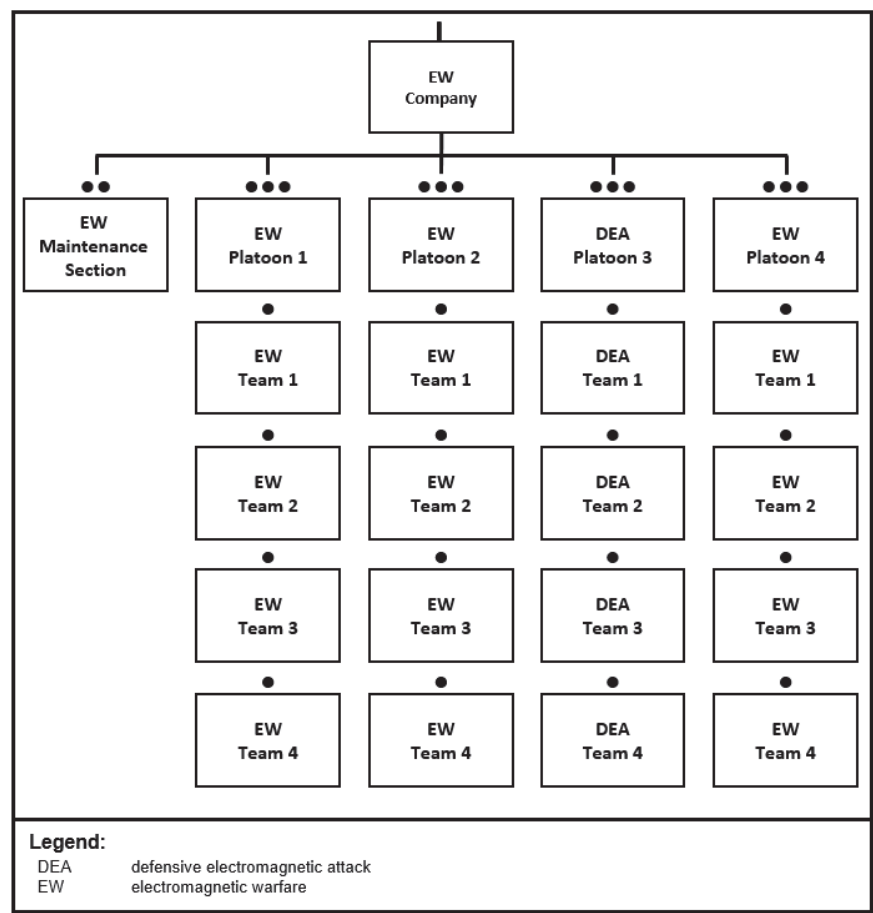 EW
Company
EW
Maintenance
Section
EW
Platoon 1
EW
Platoon 2
DEA
Platoon 3
EW
Platoon 4
EW
Team 1
EW
Team 1
DEA
Team 1
EW
Team 1
EW
Team 2
EW
Team 2
DEA
Team 2
EW
Team 2
EW
Team 3
EW
Team 3
DEA
Team 3
EW
Team 3
EW
Team 4
EW
Team 4
DEA
Team 4
EW
Team 4
Legend:
DEA defensive electromagnetic attack
EW electromagnetic warfare